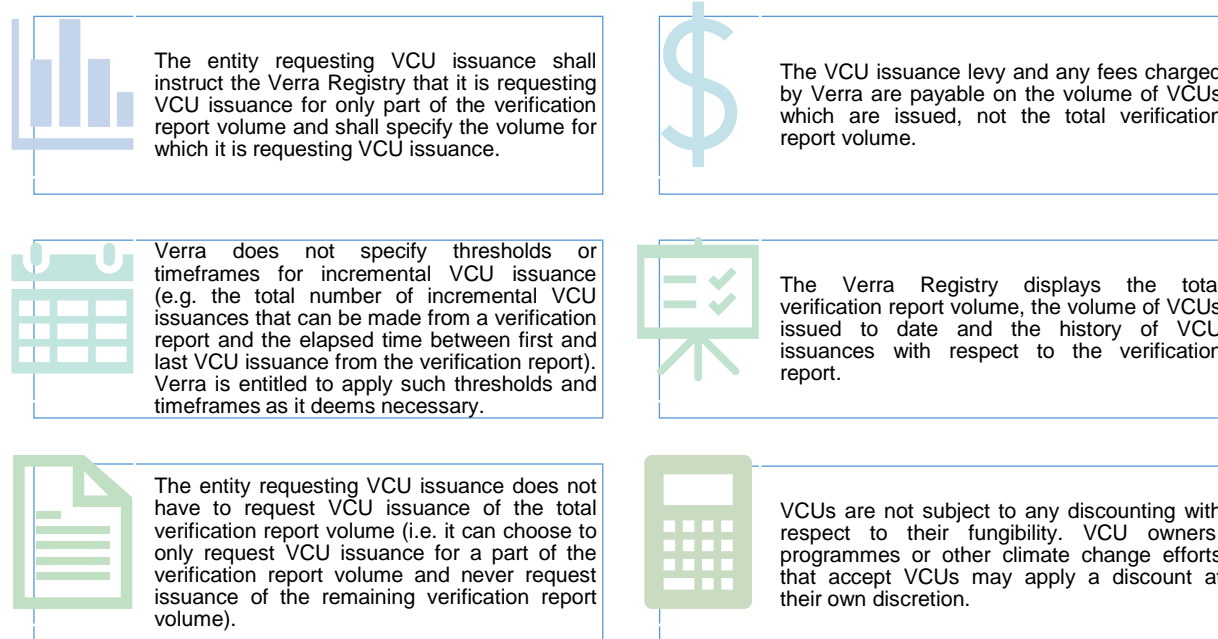 The entity requesting VCU issuance shall
instruct the Verra Registry that it is requesting
VCU issuance for only part of the verification
report volume and shall specify the volume for
which it is requesting VCU issuance.
The VCU issuance levy and any fees charged
by Verra are payable on the volume of VCUs
which are issued, not the total verification
report volume.
Verra does not specify thresholds or
timeframes for incremental VCU issuance
(e.g. the total number of incremental VCU
issuances that can be made from a verification
report and the elapsed time between first and
last VCU issuance from the verification report).
Verra is entitled to apply such thresholds and
timeframes as it deems necessary.
The Verra Registry displays the total
verification report volume, the volume of VCUs
issued to date and the history of VCU
issuances with respect to the verification
report.
The entity requesting VCU issuance does not
have to request VCU issuance of the total
verification report volume (i.e. it can choose to
only request VCU issuance for a part of the
verification report volume and never request
issuance of the remaining verification report
volume).
VCUs are not subject to any discounting with
respect to their fungibility. VCU owners
programmes or other climate change efforts
that accept VCUs may apply a discount at
their own discretion.